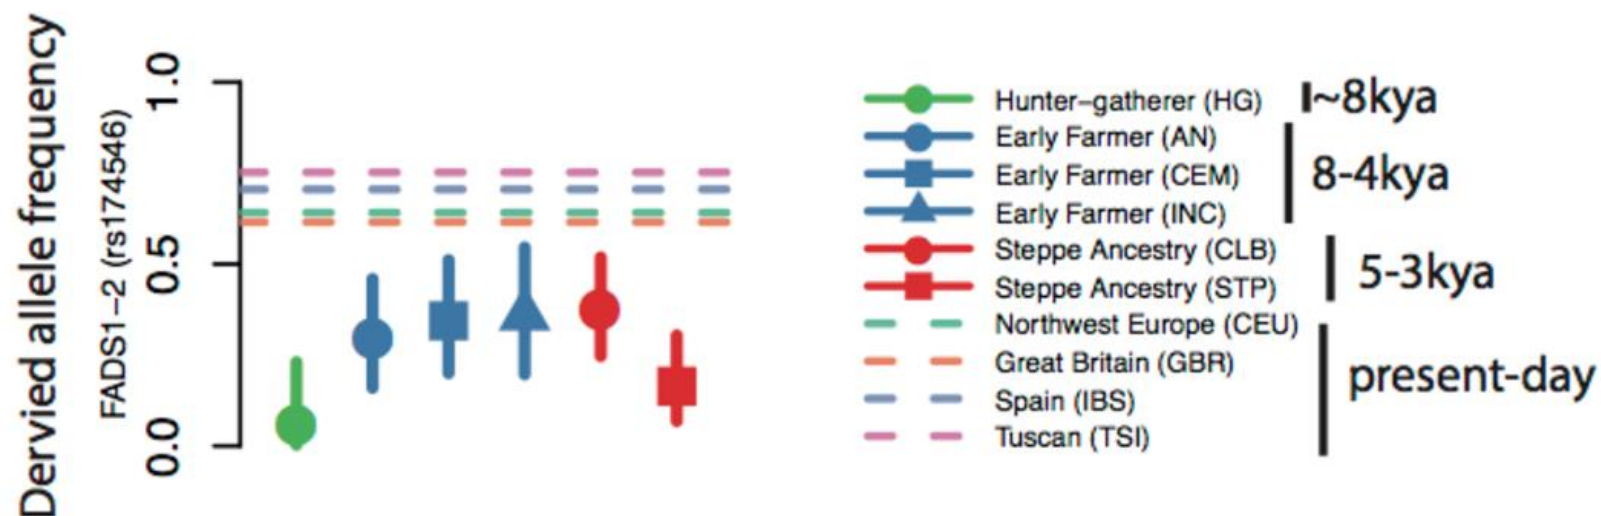 Dervied allele frequency
FADS1–2 (rs174546)
1.0
0.5
0.0
Hunter–gatherer (HG)
Early Farmer (AN)
Early Farmer (CEM)
Early Farmer (INC)
Steppe Ancestry (CLB)
Steppe Ancestry (STP)
Northwest Europe (CEU)
Great Britain (GBR)
Spain (IBS)
Tuscan (TSI)
~8kya
8-4kya
5-3kya
present-day